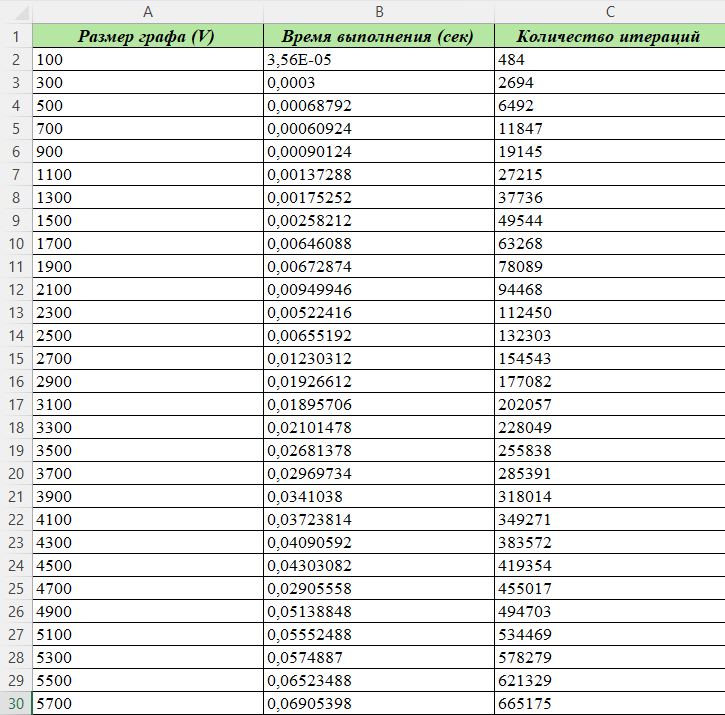 A B C
1 Размер графа (V) Время выполнения (сек) Количество итераций
2 100 3,56E-05 484
3 300 0,0003 2694
4 500 0,00068792 6492
5 700 0,00060924 11847
6 900 0,00090124 19145
7 1100 0,00137288 27215
8 1300 0,00175252 37736
9 1500 0,00258212 49544
10 1700 0,00646088 63268
11 1900 0,00672874 78089
12 2100 0,00949946 94468
13 2300 0,00522416 112450
14 2500 0,00655192 132303
15 2700 0,01230312 154543
16 2900 0,01926612 177082
17 3100 0,01895706 202057
18 3300 0,02101478 228049
19 3500 0,02681378 255838
20 3700 0,02969734 285391
21 3900 0,0341038 318014
22 4100 0,03723814 349271
23 4300 0,04090592 383572
24 4500 0,04303082 419354
25 4700 0,02905558 455017
26 4900 0,05138848 494703
27 5100 0,05552488 534469
28 5300 0,0574887 578279
29 5500 0,06523488 621329
30 5700 0,06905398 665175